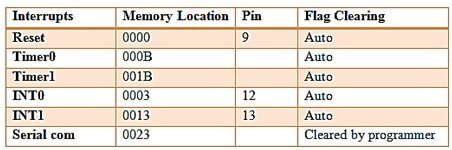 Interrupts Memory Location Pin Flag Clearing
Reset 0000 9 Auto
Timer0 000B Auto
Timer1 001B Auto
INT0 0003 12 Auto
INT1 0013 13 Auto
Serial com 0023 Cleared by programmer